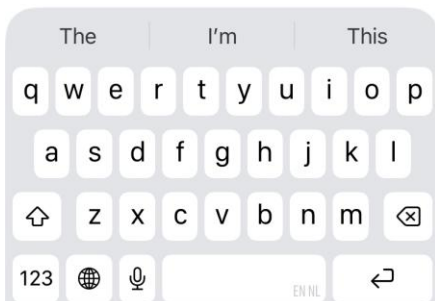 The I'm This
q w e r t y u i o p
a s d f g h j k l
z x c v b n m
123 EN NL